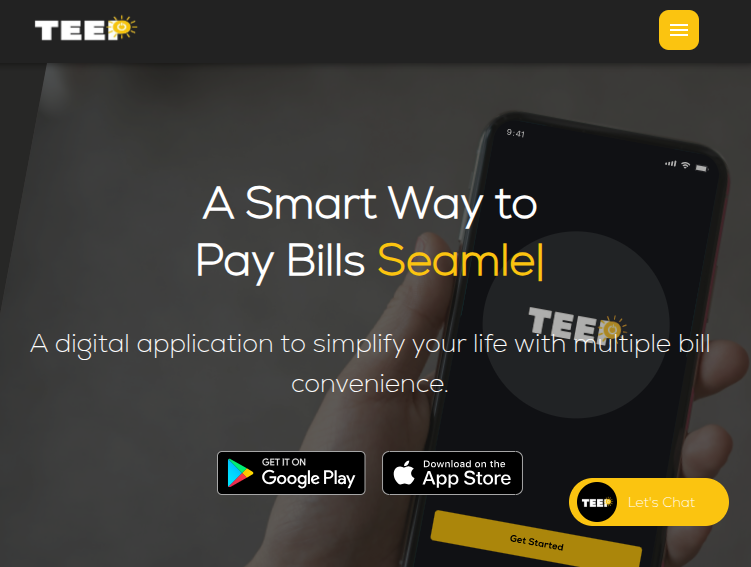 TEEP
9:41
A Smart Way to
Pay Bills Seamle|
TEEP
A digital application to simplify your life with multiple bill
convenience.
GET IT ON
Google Play
Download on the
App Store
TEEP
Let's Chat
Get Started